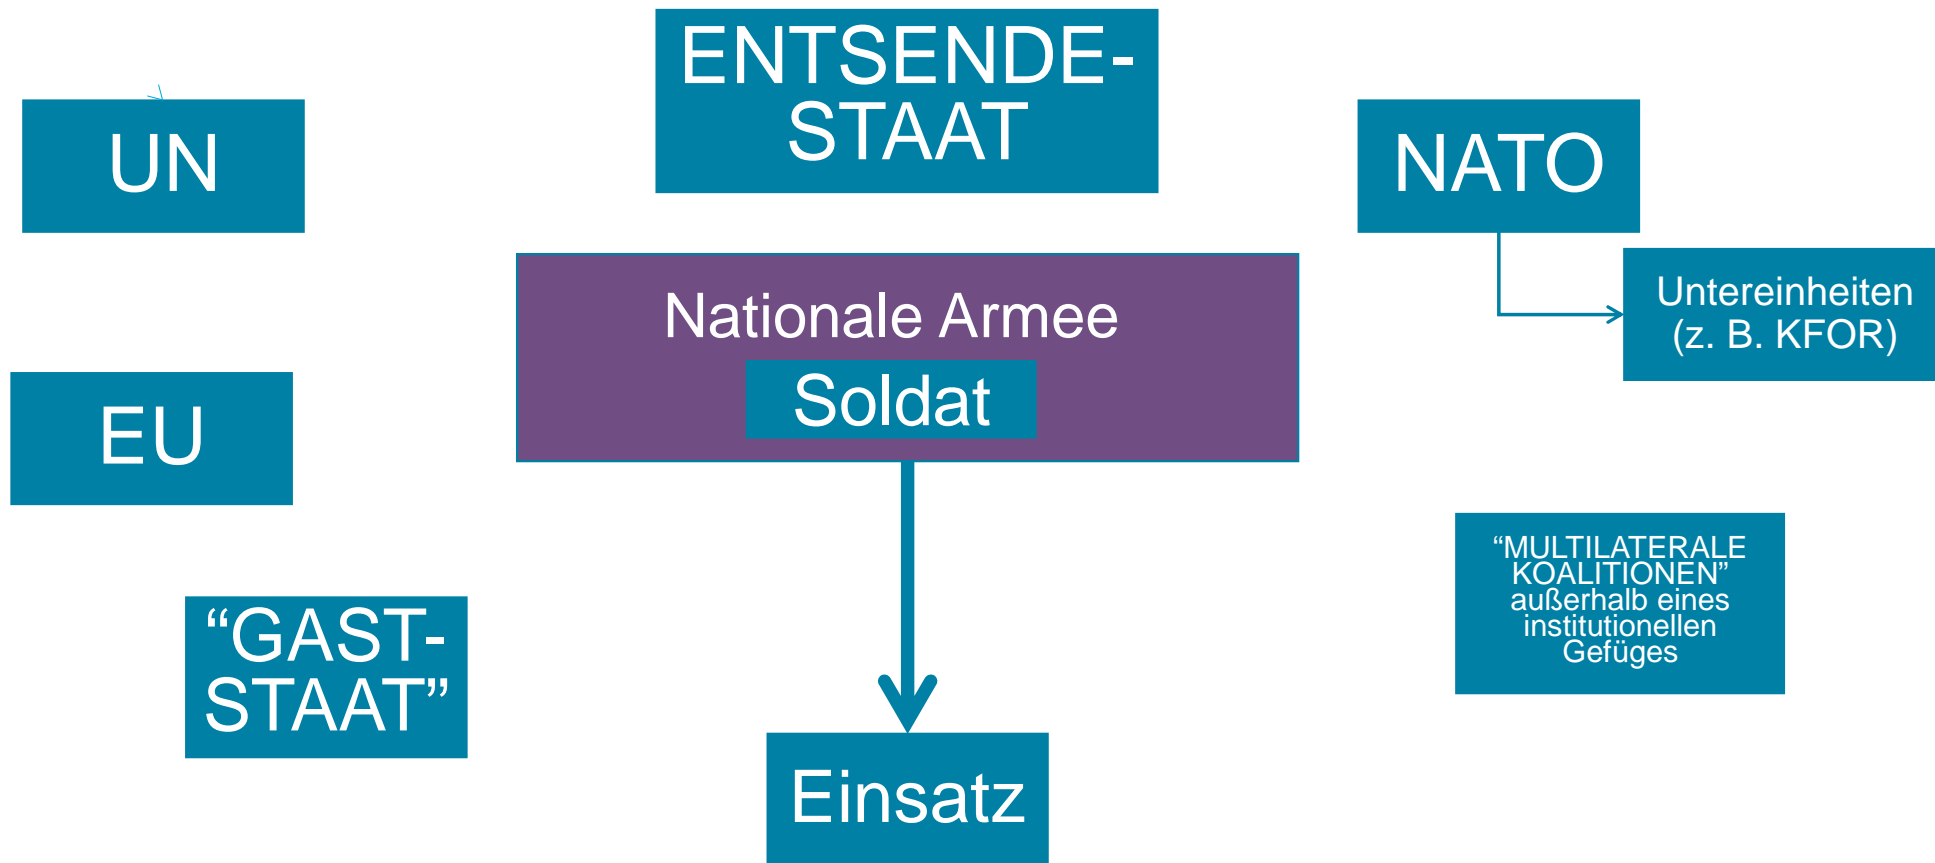 ENTSENDE-
STAAT
UN
NATO
Nationale Armee
Soldat
Untereinheiten
(z. B. KFOR)
EU
“MULTILATERALE
KOALITIONEN”
außerhalb eines
institutionellen
Gefüges
“GAST-
STAAT”
Einsatz